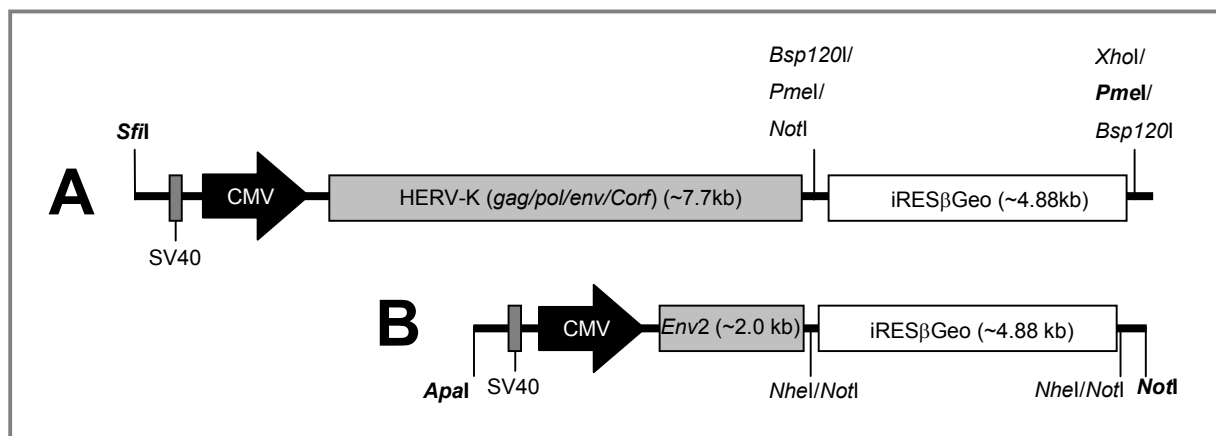 Bsp120I/
PmeI/
NotI
XhoI/
PmeI/
Bsp120I
SfiI
A
CMV
HERV-K (gag/pol/env/Corf) (~7.7kb)
iRESβGeo (~4.88kb)
SV40
B
CMV
Env2 (~2.0 kb)
iRESβGeo (~4.88 kb)
ApaI
SV40
NheI/NotI
NheI/NotI
NotI